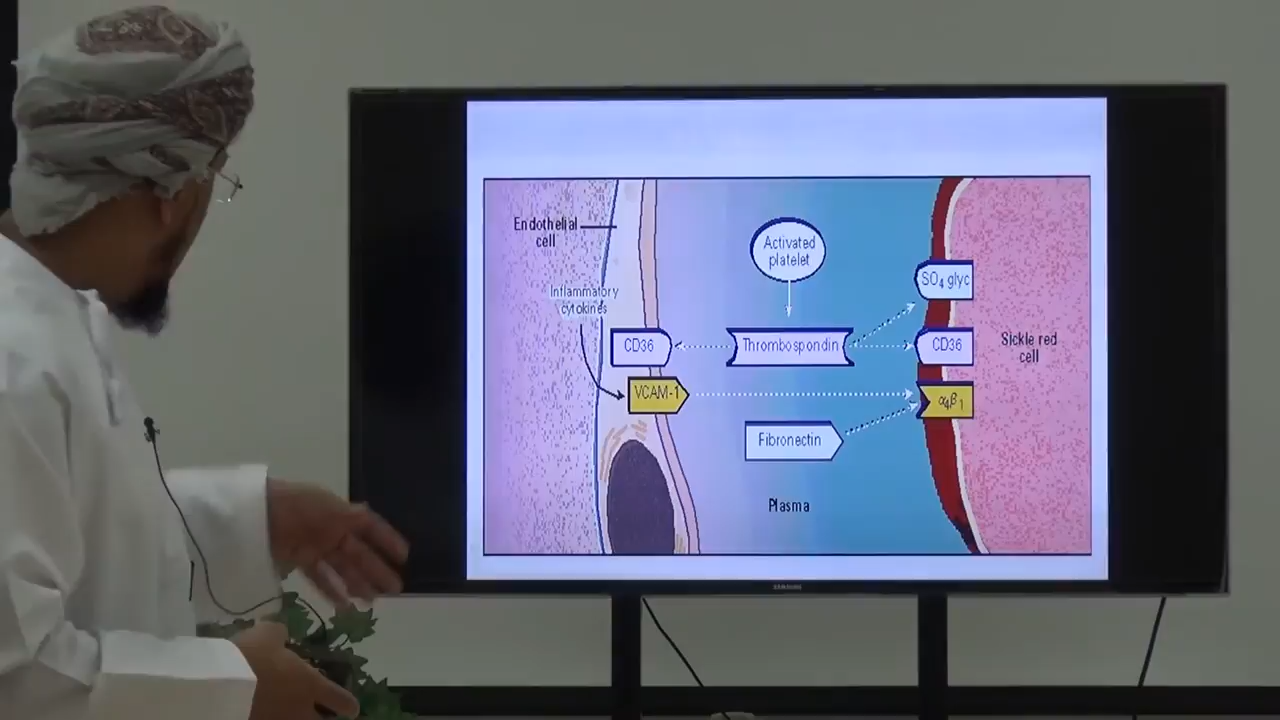 Endothelial
cell
Activated
platelet
SO₄ glyc
Inflammatory
cytokines
CD36
Thrombospondin
CD36
Sickle red
cell
VCAM-1
α₄β₁
Fibronectin
Plasma
SAMSUNG